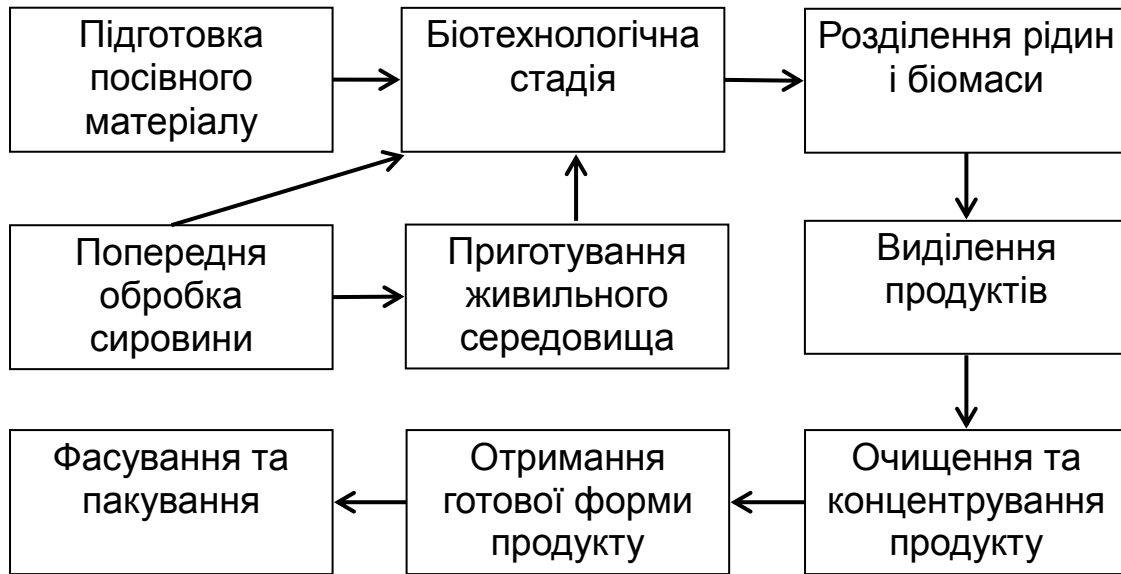 Підготовка
посівного
матеріалу
Біотехнологічна
стадія
Розділення рідин
і біомаси
Попередня
обробка
сировини
Приготування
живильного
середовища
Виділення
продуктів
Фасування та
пакування
Отримання
готової форми
продукту
Очищення та
концентрування
продукту